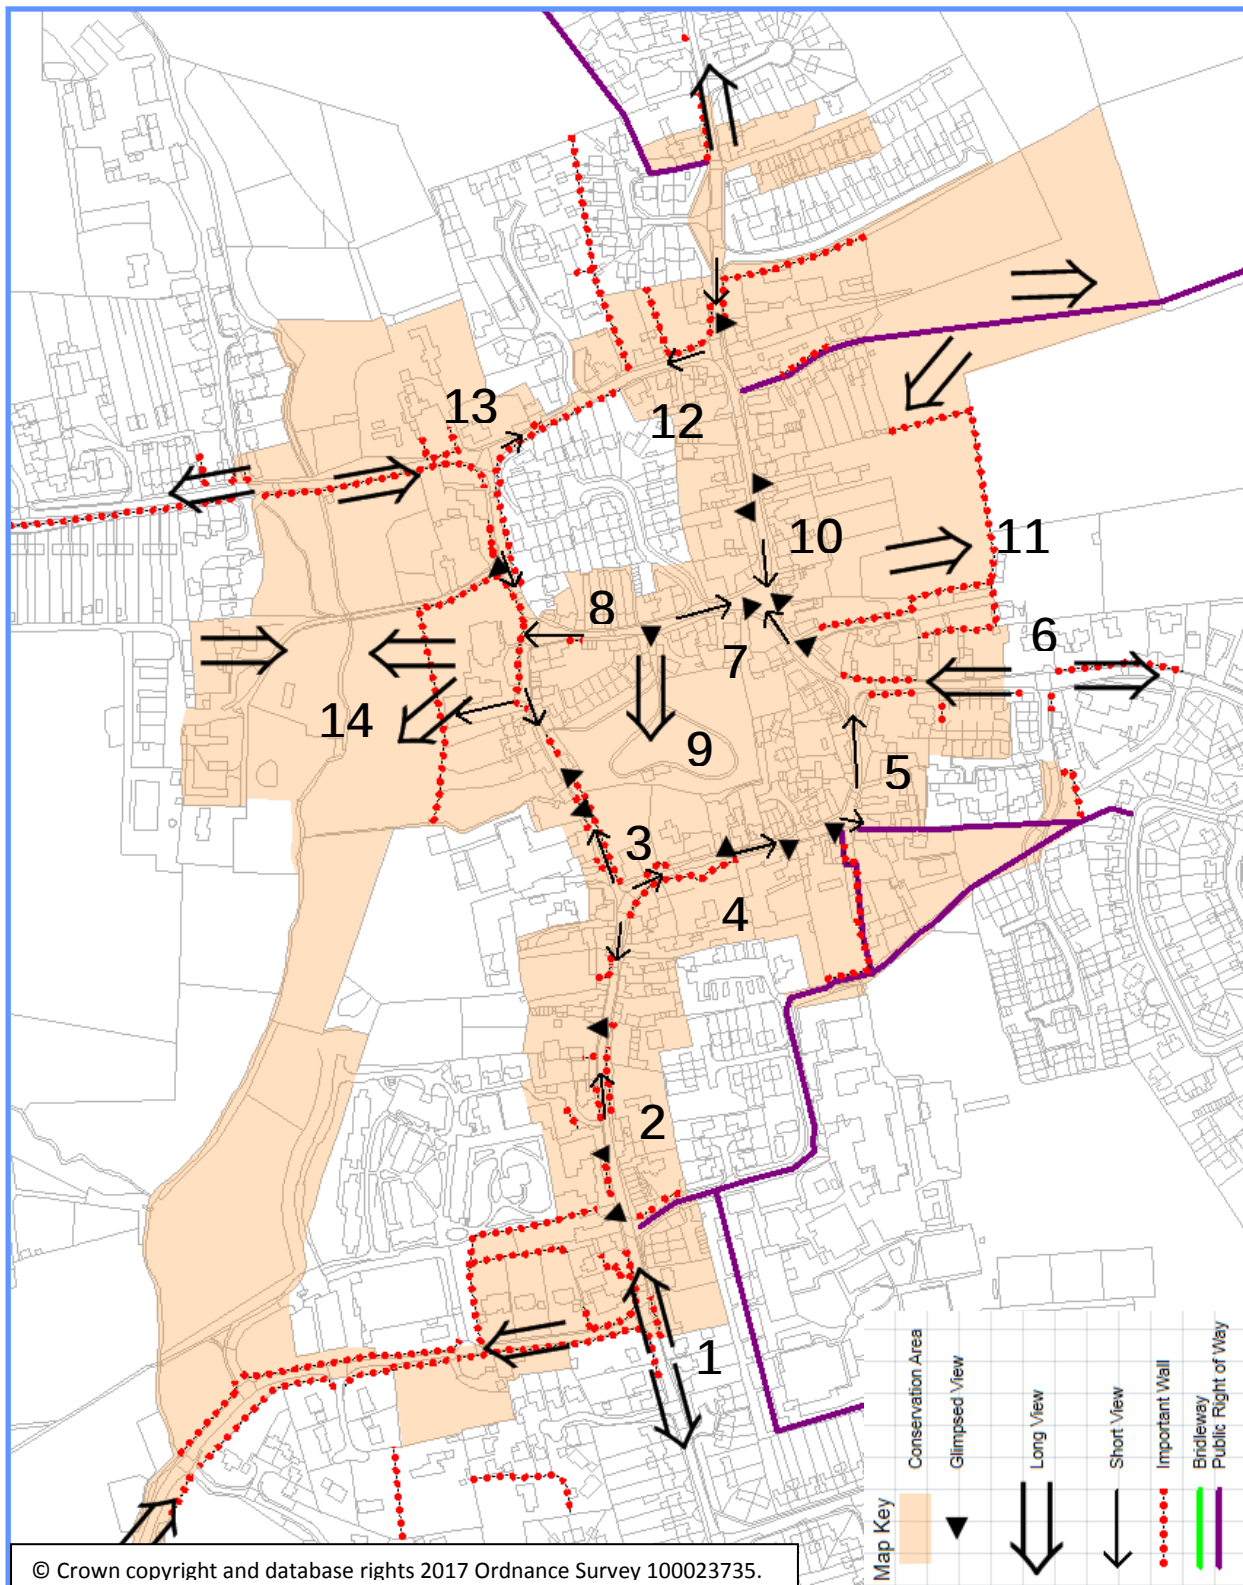 13
12
10
11
8
6
7
14
9
5
3
4
2
1
Map Key
Conservation Area
Glimpsed View
Long View
Short View
Important Wall
Bridleway
Public Right of Way
© Crown copyright and database rights 2017 Ordnance Survey 100023735.